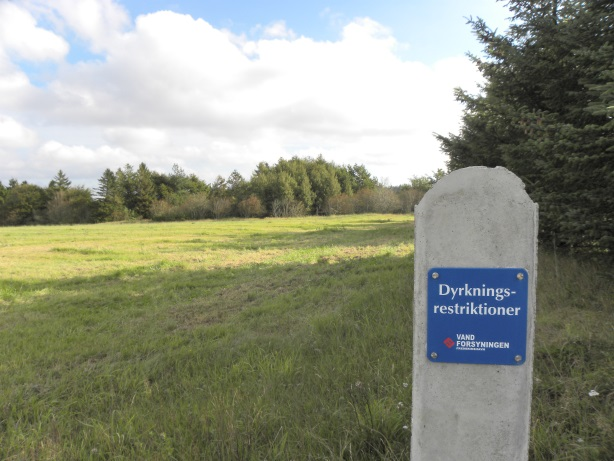 Dyrknings-
restriktioner
VAND
FORSYNINGEN